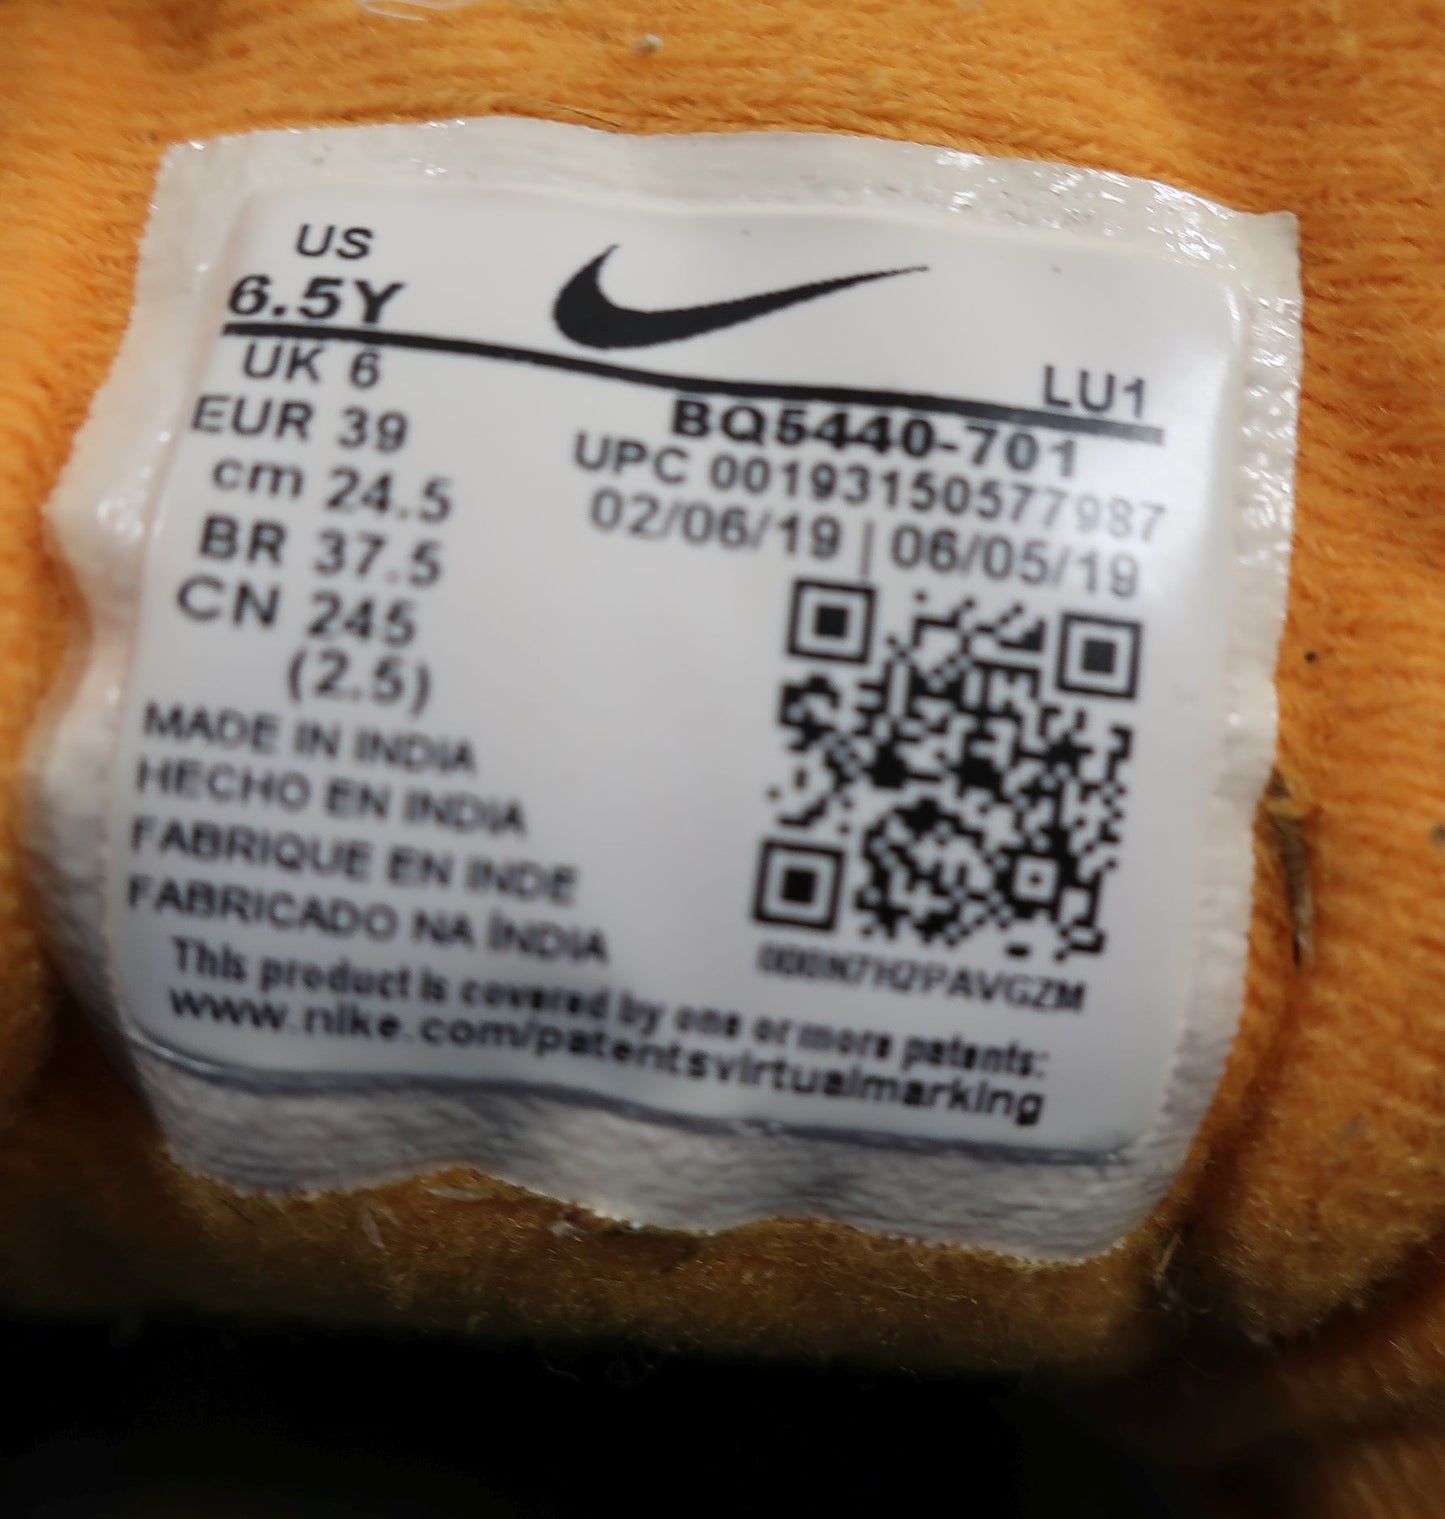 US
6.5Y
UK 6
EUR 39
cm 24.5
BR 37.5
CN 245
(2.5)
LU1
BQ5440-701
UPC 00193150577987
02/06/19 | 06/05/19
MADE IN INDIA
HECHO EN INDIA
FABRIQUE EN INDE
FABRICADO NA ÍNDIA
This product is covered by one or more patents:
www.nike.com/patentsvirtualmarking